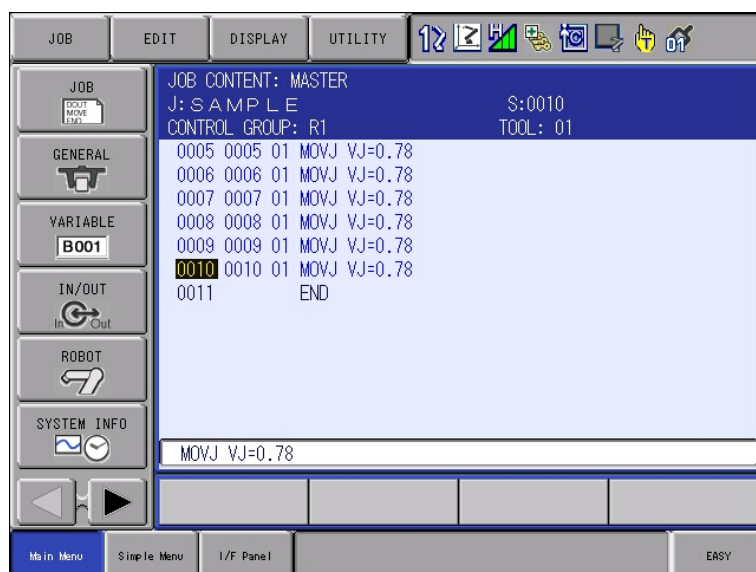 JOB EDIT DISPLAY UTILITY
JOB
DOUT
MOVE
END
GENERAL
VARIABLE
B001
IN/OUT
In Out
ROBOT
SYSTEM INFO
JOB CONTENT: MASTER
J:SAMPLE S:0010
CONTROL GROUP: R1 TOOL: 01
0005 0005 01 MOVJ VJ=0.78
0006 0006 01 MOVJ VJ=0.78
0007 0007 01 MOVJ VJ=0.78
0008 0008 01 MOVJ VJ=0.78
0009 0009 01 MOVJ VJ=0.78
0010 0010 01 MOVJ VJ=0.78
0011 END
MOVJ VJ=0.78
Main Menu Simple Menu I/F Panel EASY